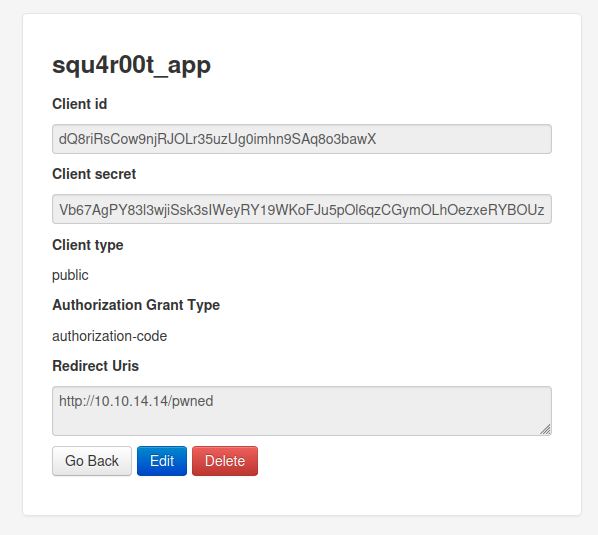 squ4r00t_app
Client id
dQ8riRsCow9njRJOLr35uzUg0imhn9SAq8o3bawX
Client secret
Vb67AgPY83l3wjiSsk3sIWeyRY19WKoFJu5pOl6qzCGymOLhOezxeRYBOUz
Client type
public
Authorization Grant Type
authorization-code
Redirect Uris
http://10.10.14.14/pwned
Go Back Edit Delete